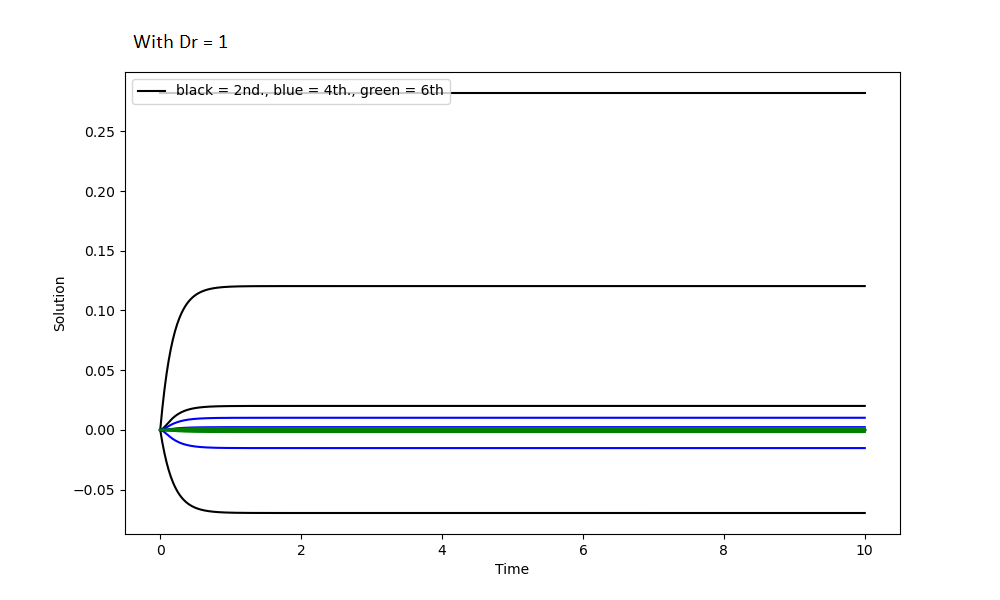 With Dr = 1
black = 2nd., blue = 4th., green = 6th
0.25
0.20
0.15
0.10
0.05
0.00
−0.05
Solution
0 2 4 6 8 10
Time